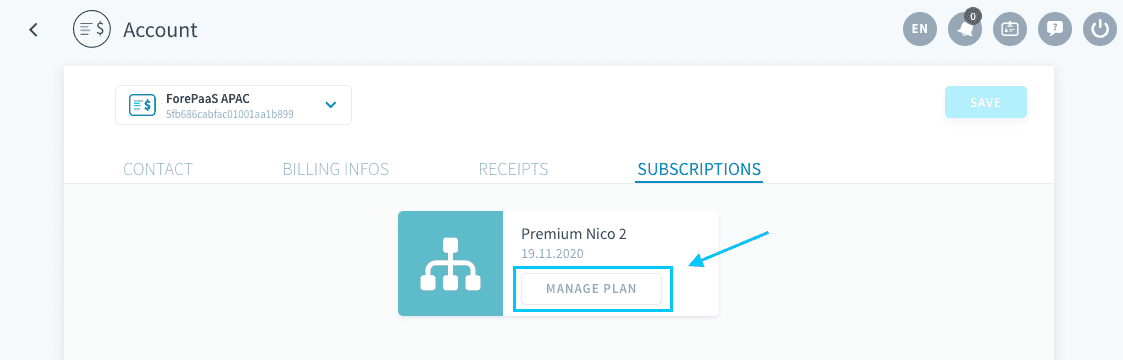 Account
EN
0
?
$
ForePaaS APAC
5fb686cabfac01001aa1b899
SAVE
CONTACT
BILLING INFOS
RECEIPTS
SUBSCRIPTIONS
Premium Nico 2
19.11.2020
MANAGE PLAN